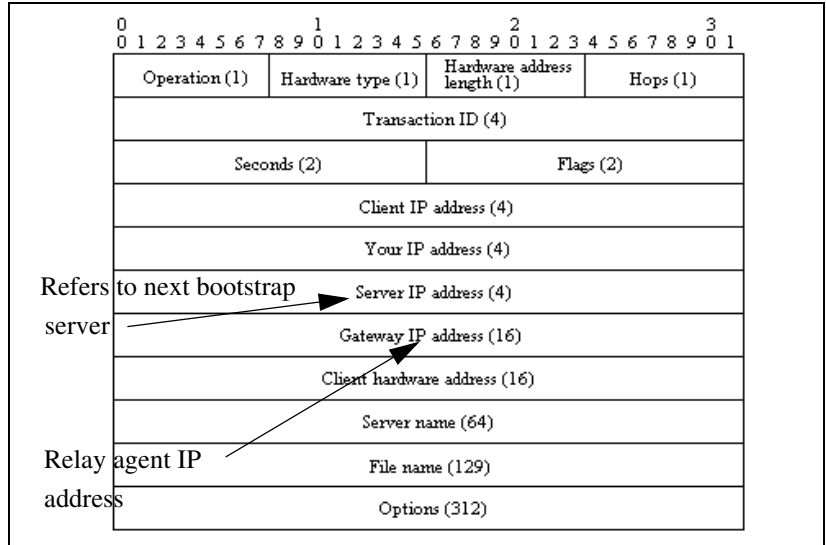 0 1 2 3
0 1 2 3 4 5 6 7 8 9 0 1 2 3 4 5 6 7 8 9 0 1 2 3 4 5 6 7 8 9 0 1
Operation (1) Hardware type (1) Hardware address length (1) Hops (1)
Transaction ID (4)
Seconds (2) Flags (2)
Client IP address (4)
Your IP address (4)
Refers to next bootstrap
server
Server IP address (4)
Gateway IP address (16)
Client hardware address (16)
Server name (64)
Relay agent IP
address
File name (129)
Options (312)